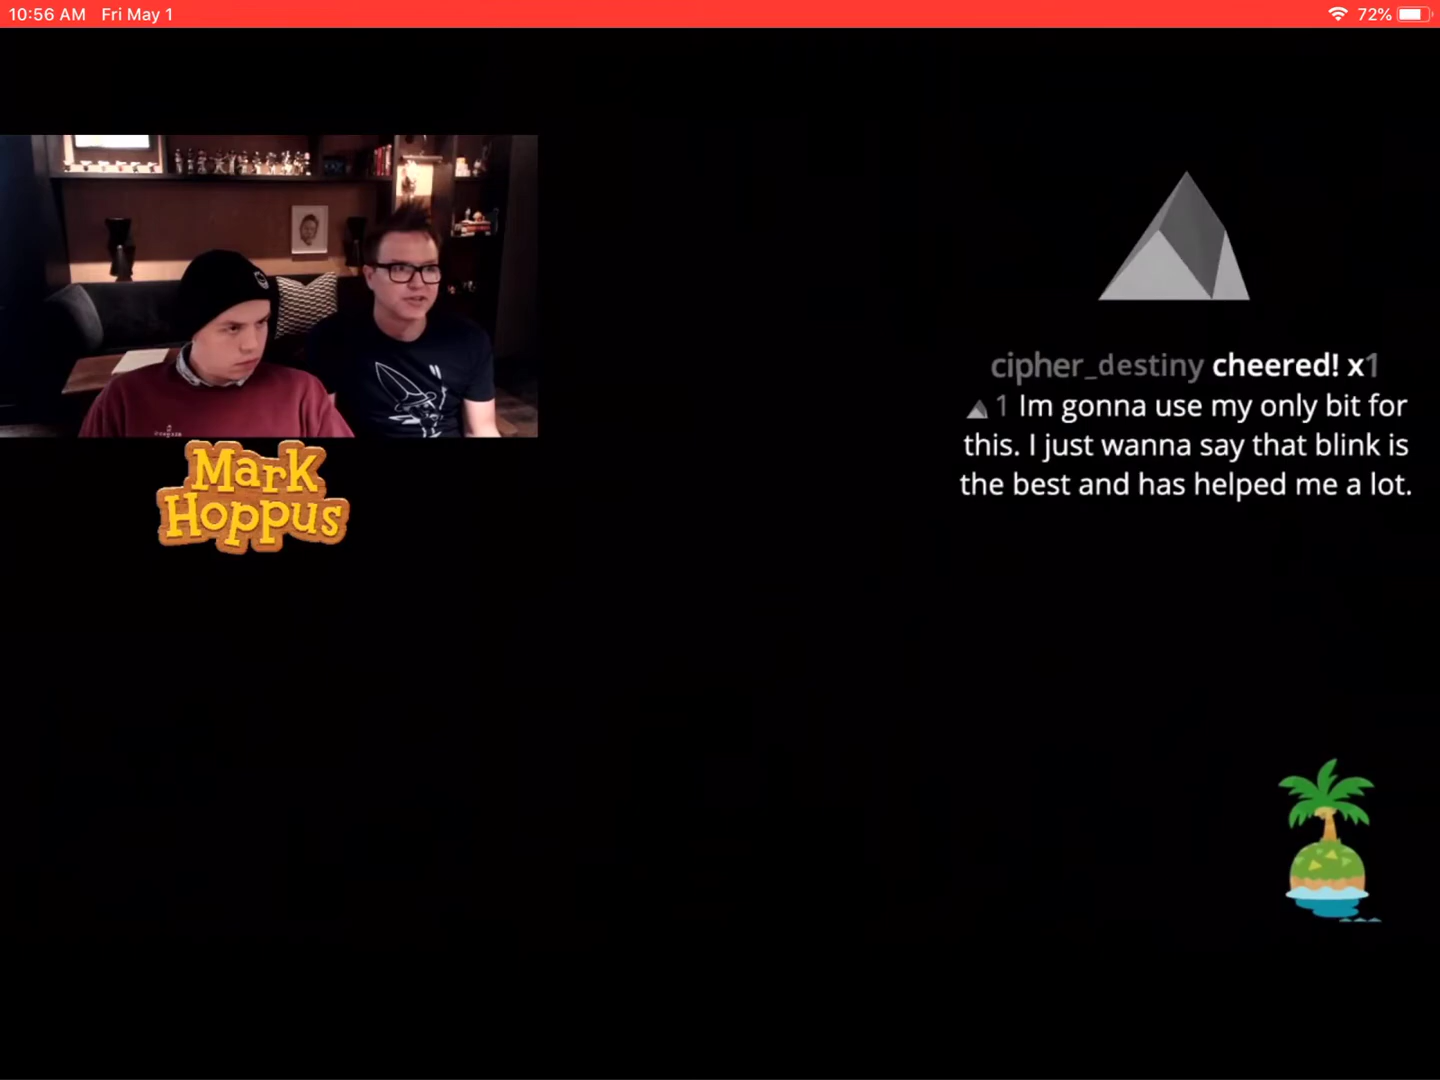 10:56 AM Fri May 1
72%
Mark
Hoppus
cipher_destiny cheered! x1
1 Im gonna use my only bit for
this. I just wanna say that blink is
the best and has helped me a lot.